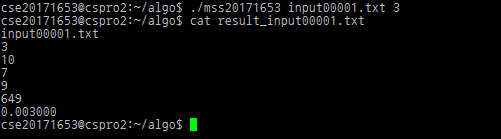 cse20171653@cspro2:~/algo$ ./mss20171653 input00001.txt 3
cse20171653@cspro2:~/algo$ cat result_input00001.txt
input00001.txt
3
10
7
9
649
0.003000
cse20171653@cspro2:~/algo$